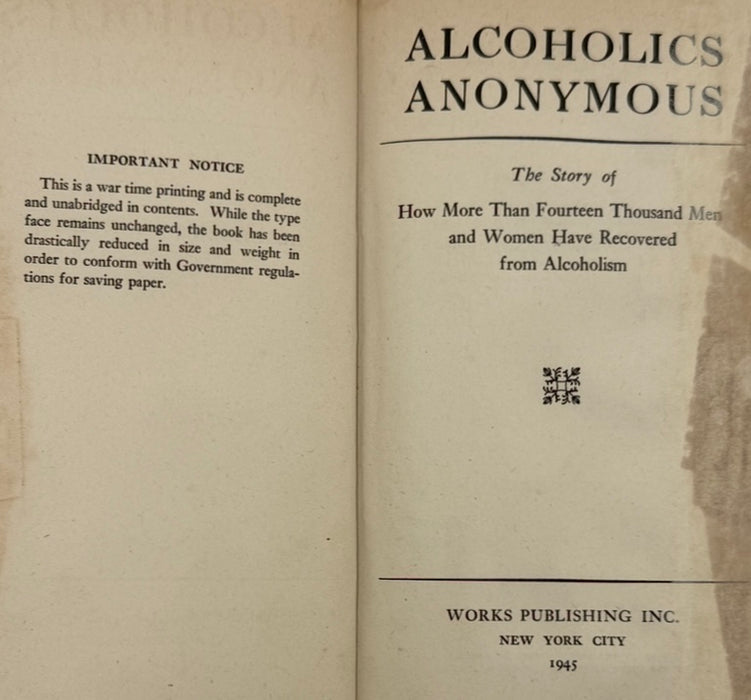 IMPORTANT NOTICE
This is a war time printing and is complete
and unabridged in contents. While the type
face remains unchanged, the book has been
drastically reduced in size and weight in
order to conform with Government regula-
tions for saving paper.
ALCOHOLICS
ANONYMOUS
The Story of
How More Than Fourteen Thousand Men
and Women Have Recovered
from Alcoholism
WORKS PUBLISHING INC.
NEW YORK CITY
1945